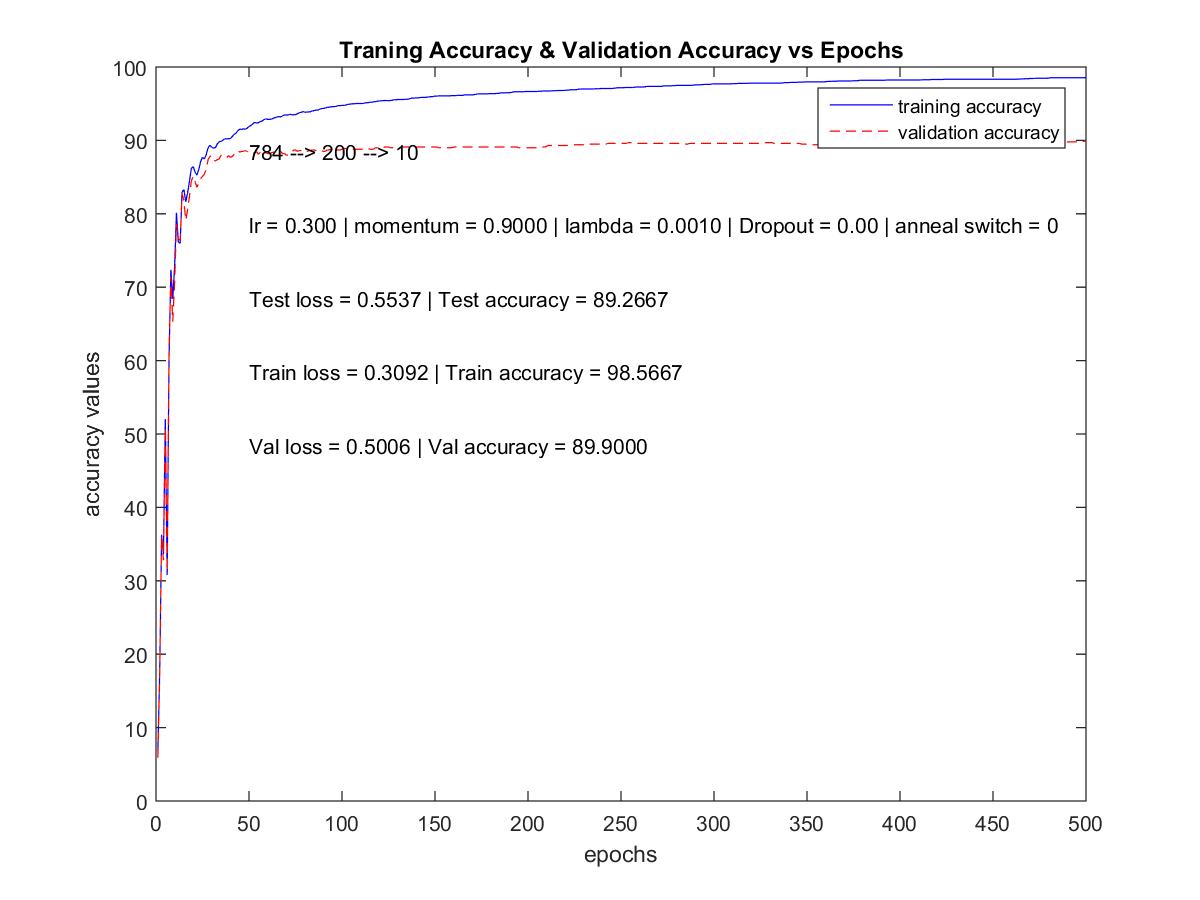 Traning Accuracy & Validation Accuracy vs Epochs
100
90
80
70
60
50
40
30
20
10
0
accuracy values
training accuracy
validation accuracy
784 --> 200 --> 10
lr = 0.300 | momentum = 0.9000 | lambda = 0.0010 | Dropout = 0.00 | anneal switch = 0
Test loss = 0.5537 | Test accuracy = 89.2667
Train loss = 0.3092 | Train accuracy = 98.5667
Val loss = 0.5006 | Val accuracy = 89.9000
0 50 100 150 200 250 300 350 400 450 500
epochs